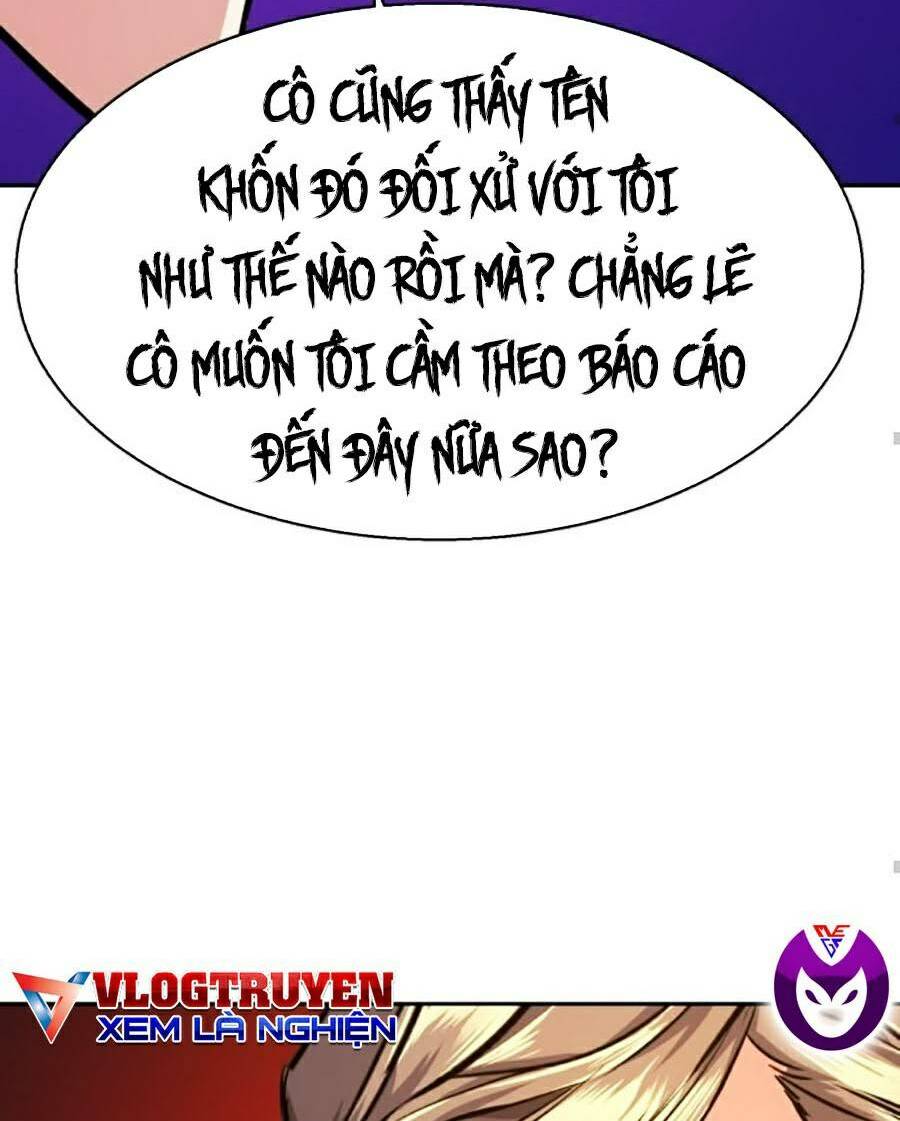 CÔ CŨNG THẤY TÊN
KHỐN ĐÓ ĐỐI XỬ VỚI TÔI
NHƯ THẾ NÀO RỒI MÀ? CHẲNG LẼ
CÔ MUỐN TÔI CẦM THEO BÁO CÁO
ĐẾN ĐÂY NỮA SAO?
VLOGTRUYEN
XEM LÀ NGHIỆN